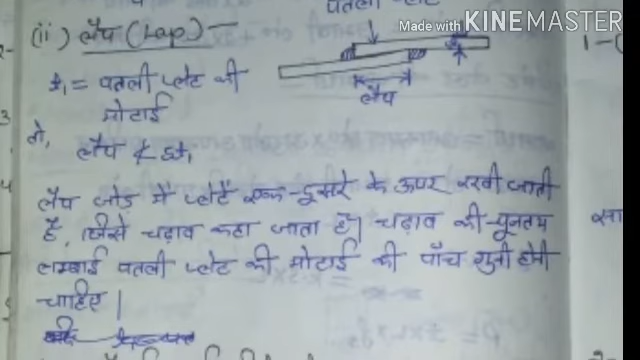 पतली प्लेट
Made with KINEMASTER
(ii) लैप (Lap) -
t₁ = पतली प्लेट की
मोटाई
लैप
तो,
लैप ≮ 5t₁
लैप जोड़ में प्लेटें एक-दूसरे के ऊपर रखी जाती
है, जिसे चढ़ाव कहा जाता है। चढ़ाव की न्यूनतम
लम्बाई पतली प्लेट की मोटाई की पाँच गुनी होनी
चाहिए।